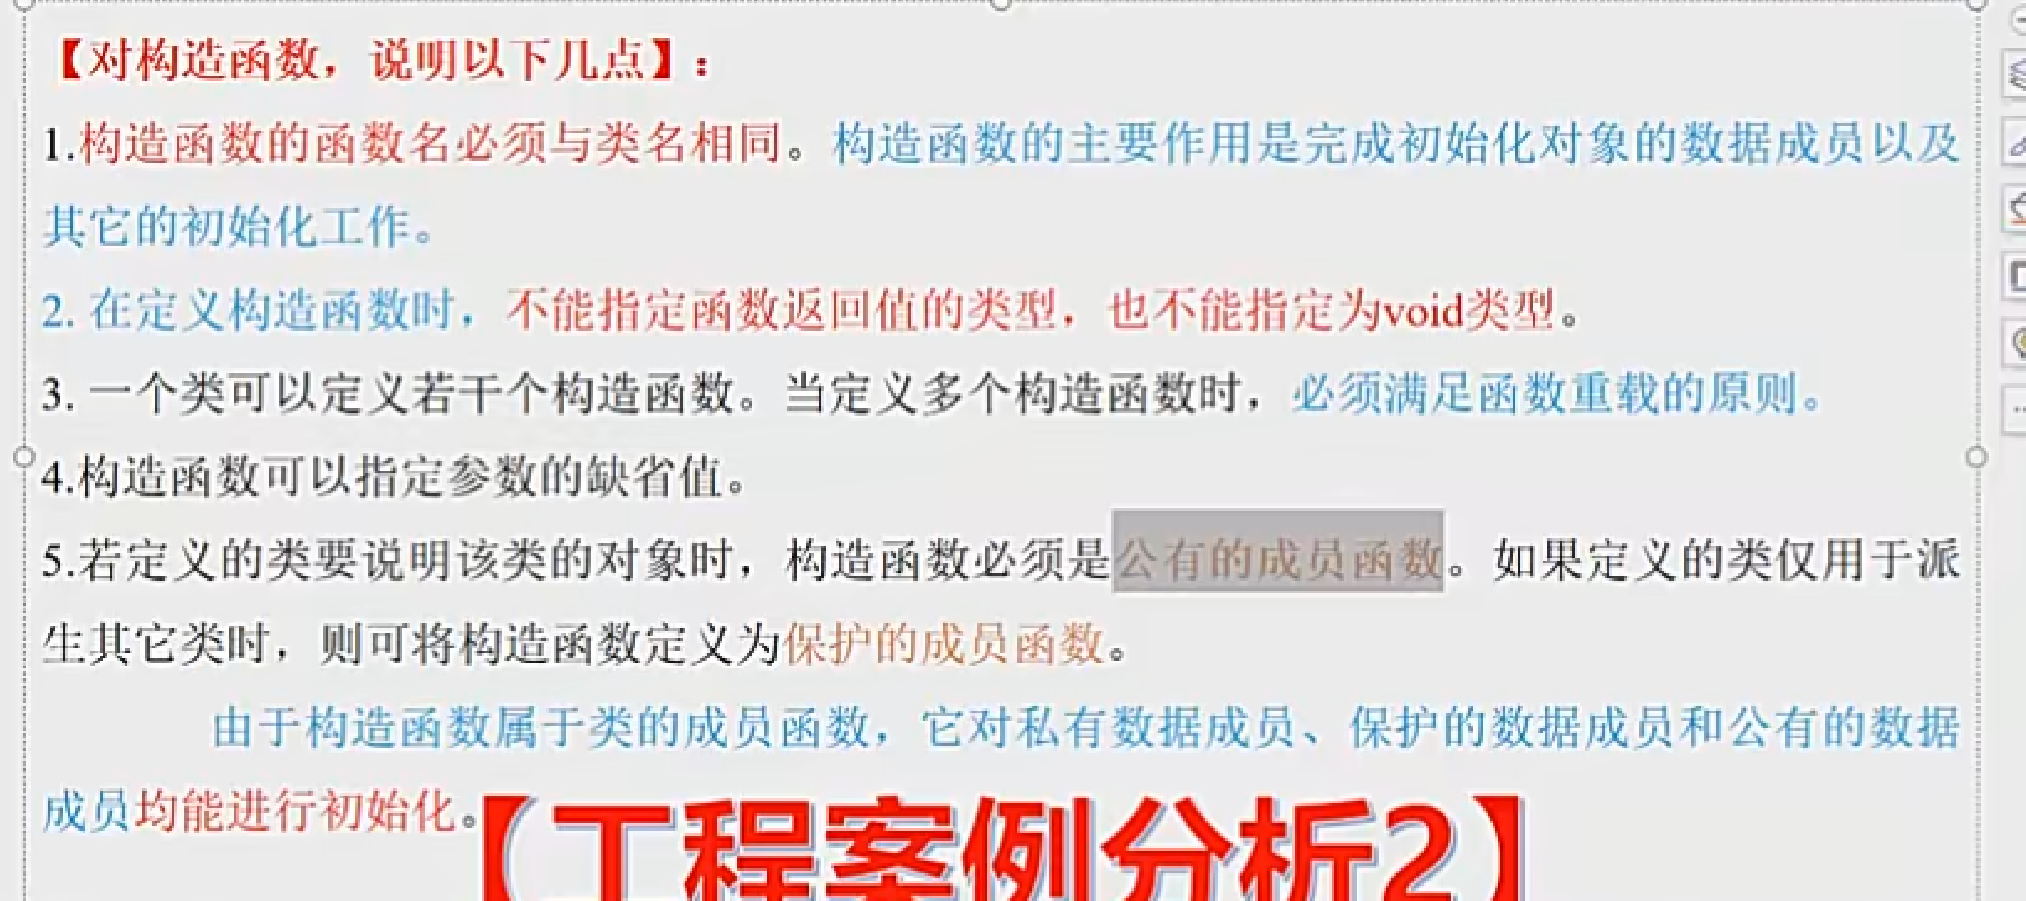 【对构造函数，说明以下几点】：
1.构造函数的函数名必须与类名相同。构造函数的主要作用是完成初始化对象的数据成员以及
其它的初始化工作。
2. 在定义构造函数时，不能指定函数返回值的类型，也不能指定为void类型。
3. 一个类可以定义若干个构造函数。当定义多个构造函数时，必须满足函数重载的原则。
4.构造函数可以指定参数的缺省值。
5.若定义的类要说明该类的对象时，构造函数必须是公有的成员函数。如果定义的类仅用于派
生其它类时，则可将构造函数定义为保护的成员函数。
由于构造函数属于类的成员函数，它对私有数据成员、保护的数据成员和公有的数据
成员均能进行初始化。
【工程案例分析2】